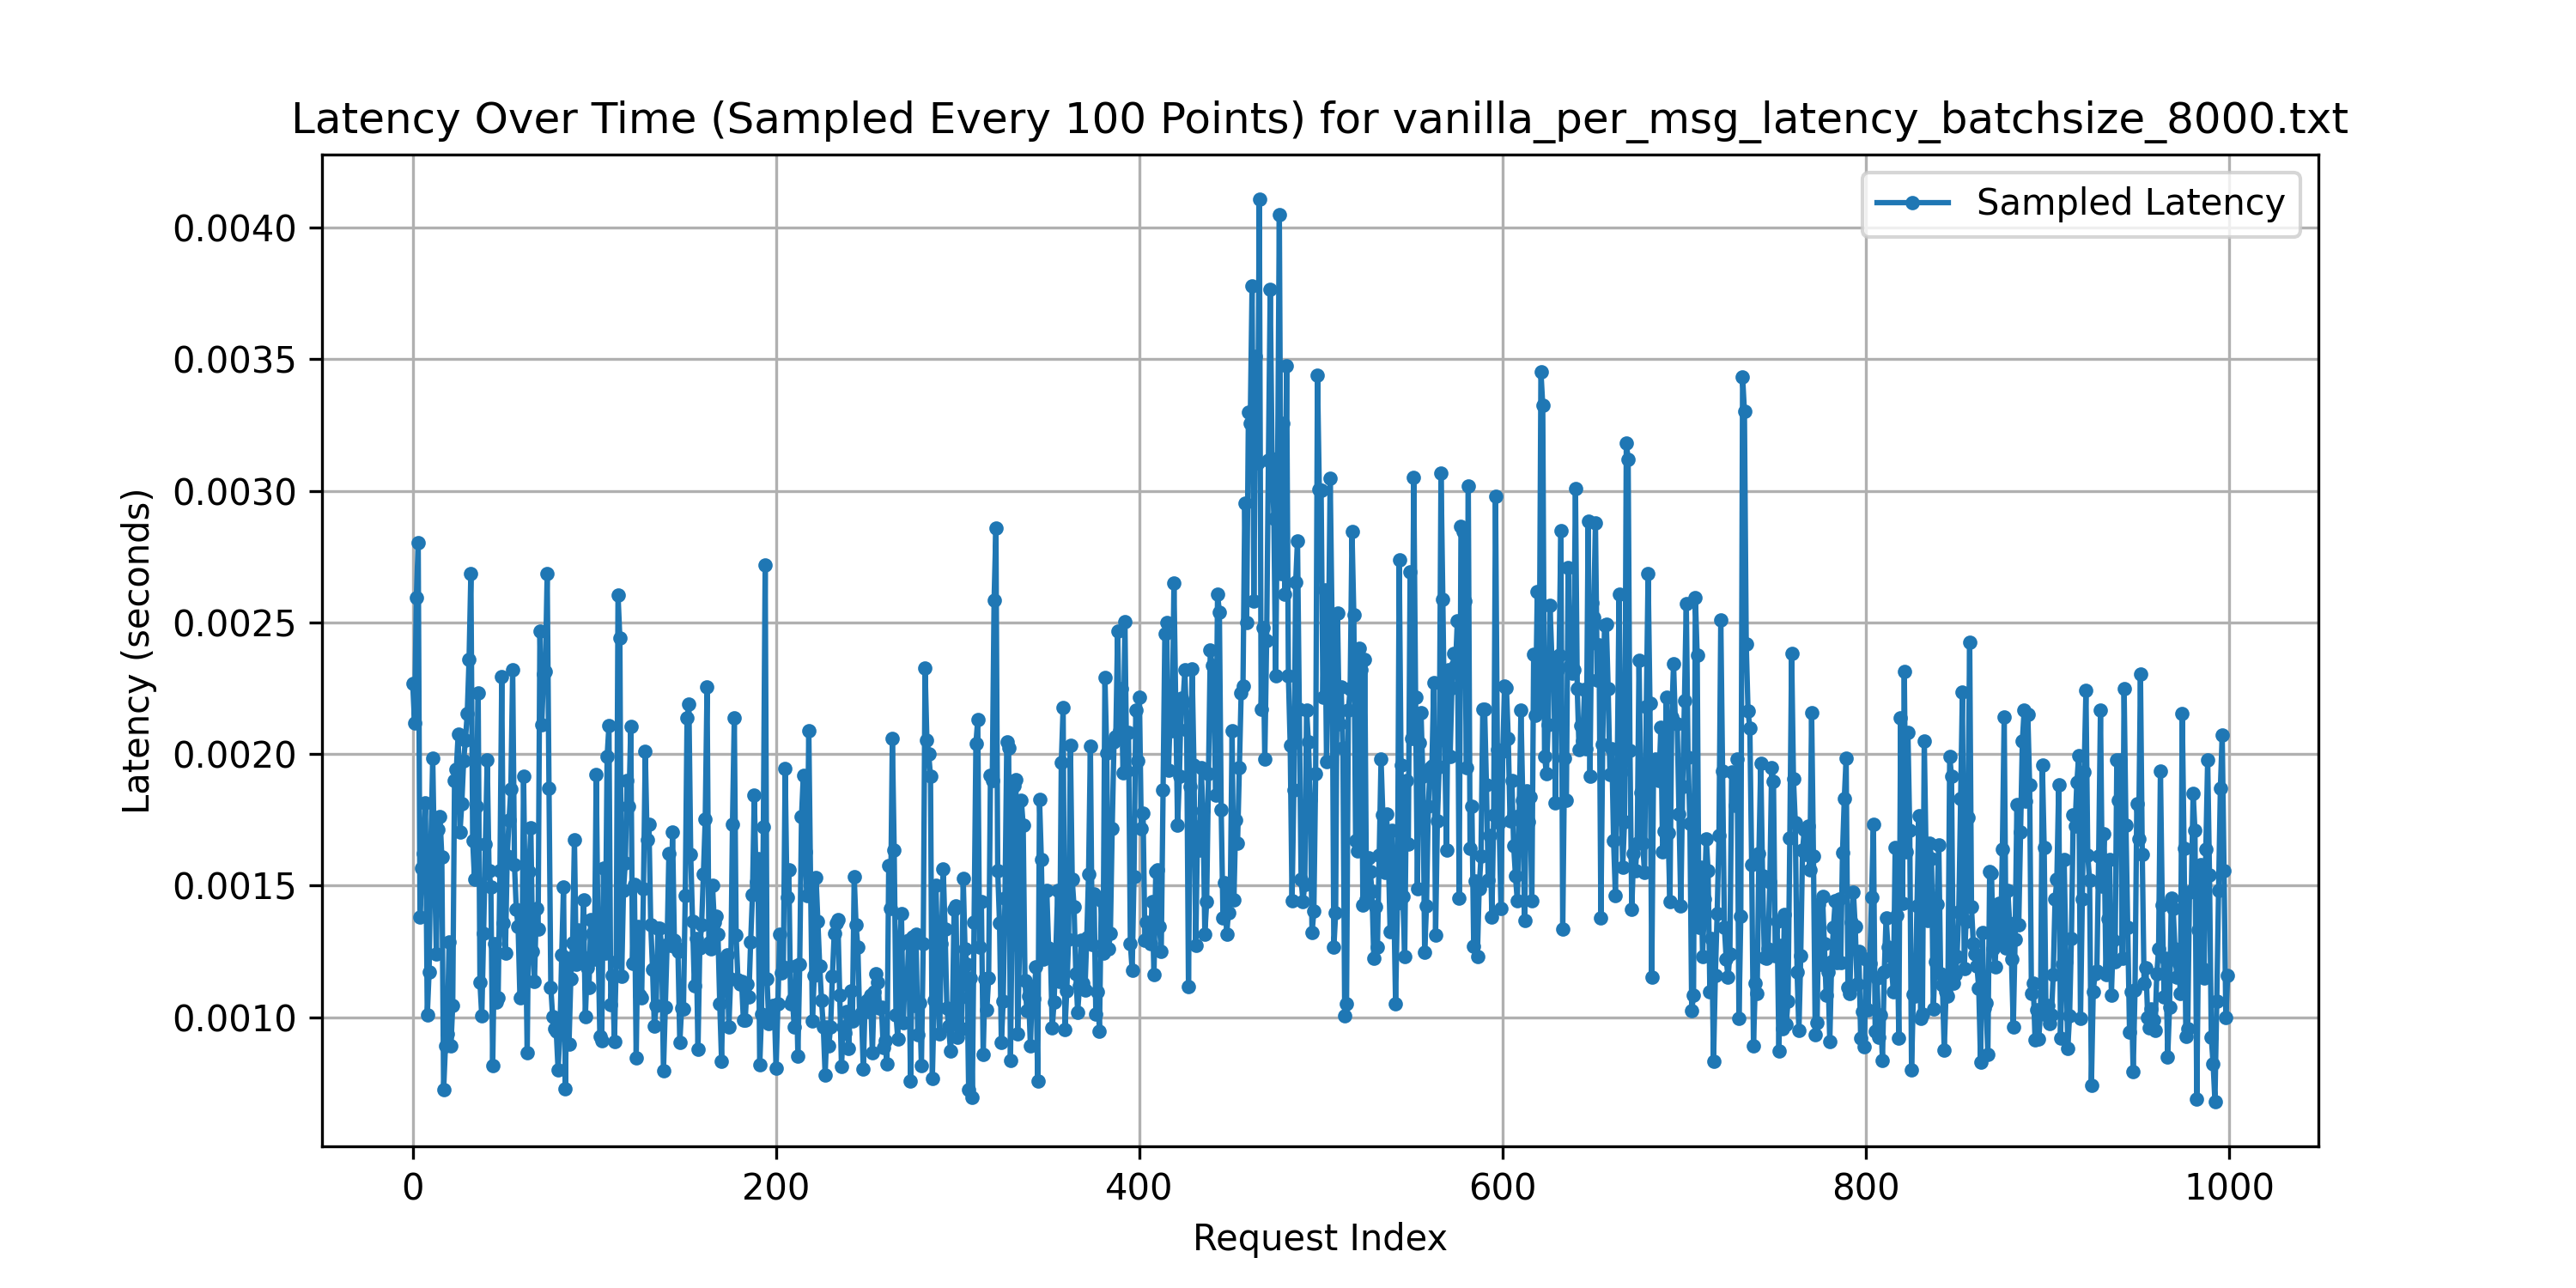 Latency Over Time (Sampled Every 100 Points) for vanilla_per_msg_latency_batchsize_8000.txt
Sampled Latency
0.0040
0.0035
0.0030
0.0025
0.0020
0.0015
0.0010
Latency (seconds)
0 200 400 600 800 1000
Request Index